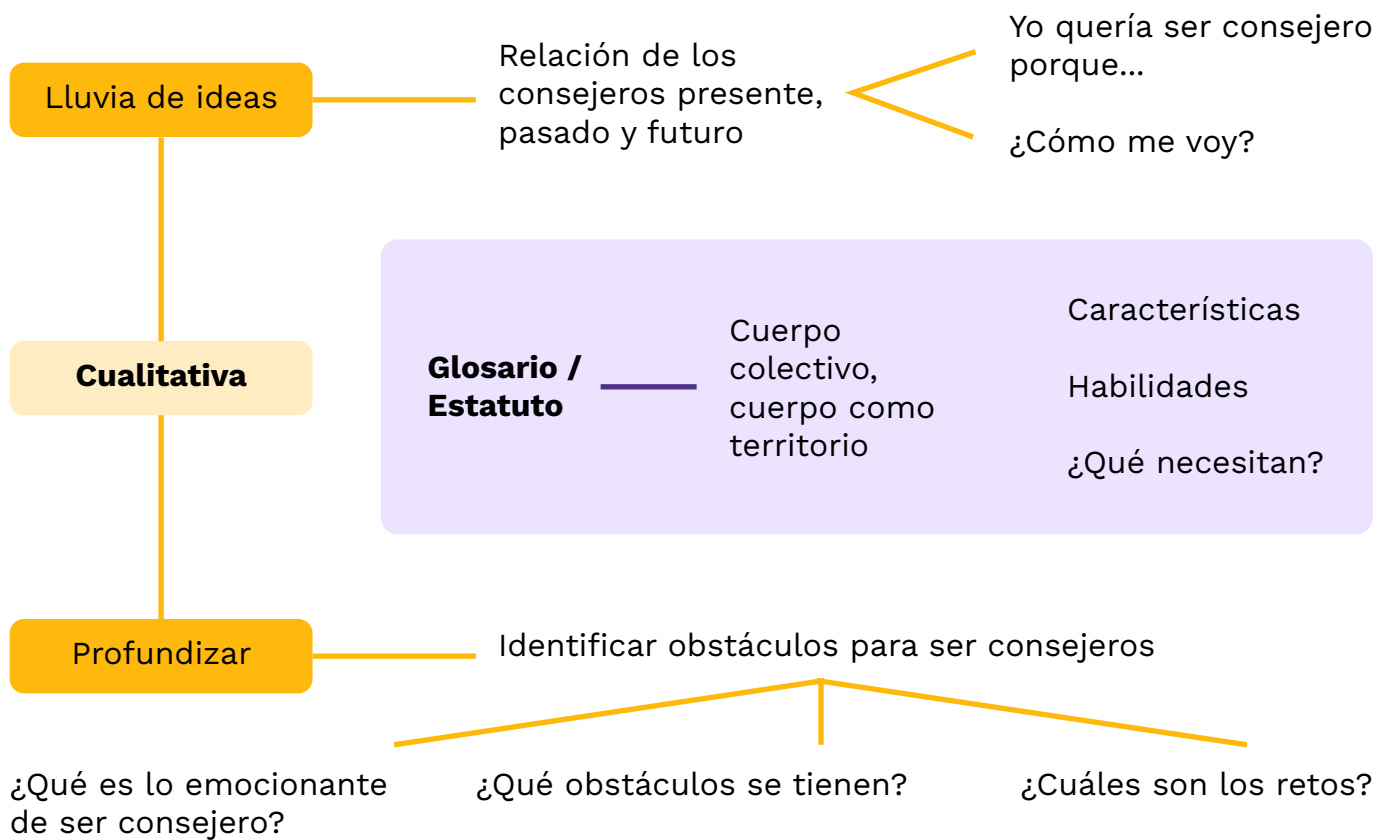 Lluvia de ideas
Relación de los
consejeros presente,
pasado y futuro
Yo quería ser consejero
porque...
¿Cómo me voy?
Cualitativa
Glosario /
Estatuto
Cuerpo
colectivo,
cuerpo como
territorio
Característícas
Habilidades
¿Qué necesitan?
Profundizar
Identificar obstáculos para ser consejeros
¿Qué es lo emocionante
de ser consejero?
¿Qué obstáculos se tienen?
¿Cuáles son los retos?